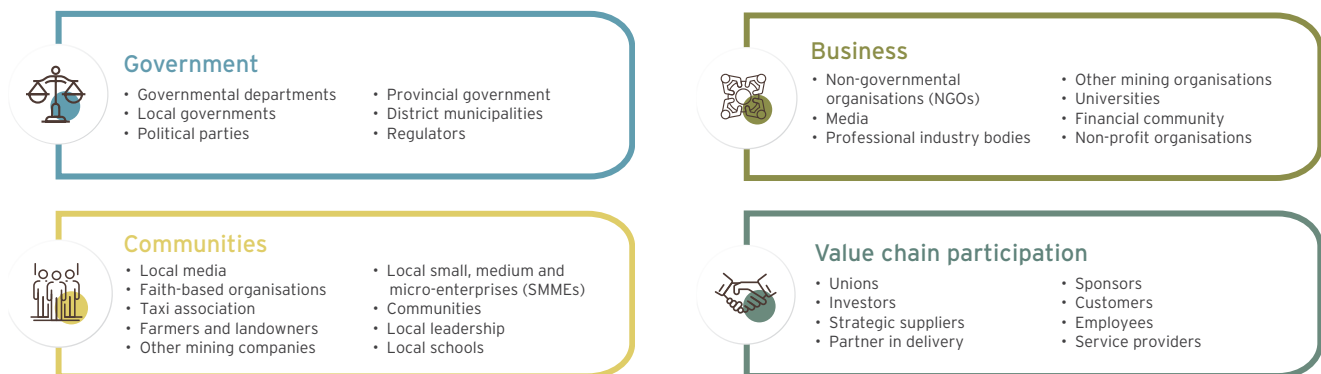 Government
• Governmental departments
• Local governments
• Political parties
• Provincial government
• District municipalities
• Regulators
Business
• Non-governmental
organisations (NGOs)
• Media
• Professional industry bodies
• Other mining organisations
• Universities
• Financial community
• Non-profit organisations
Communities
• Local media
• Faith-based organisations
• Taxi association
• Farmers and landowners
• Other mining companies
• Local small, medium and
micro-enterprises (SMMEs)
• Communities
• Local leadership
• Local schools
Value chain participation
• Unions
• Investors
• Strategic suppliers
• Partner in delivery
• Sponsors
• Customers
• Employees
• Service providers